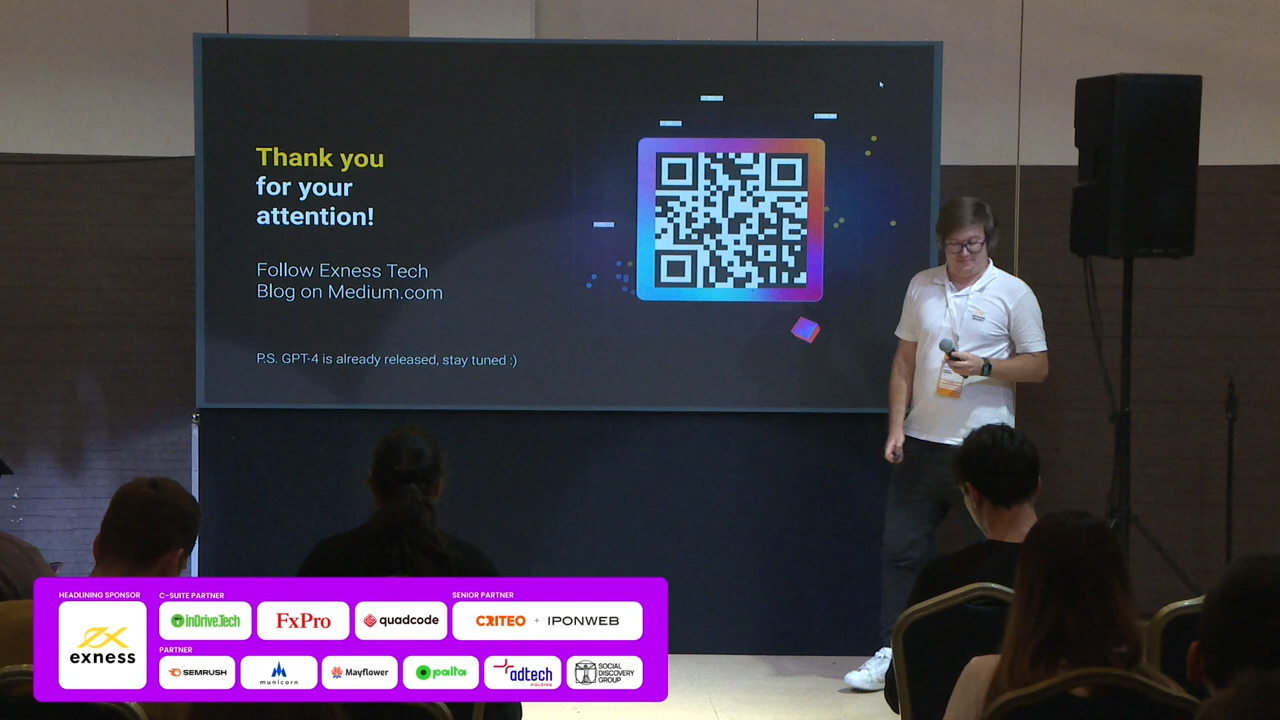 Thank you
for your
attention!
Follow Exness Tech
Blog on Medium.com
P.S. GPT-4 is already released, stay tuned :)
HEADLINING SPONSOR
exness
C-SUITE PARTNER
inDrive.Tech
FxPro
quadcode
SENIOR PARTNER
CRITEO + IPONWEB
PARTNER
SEMRUSH
municorn
Mayflower
palta
adtech
HOLDING
SOCIAL
DISCOVERY
GROUP